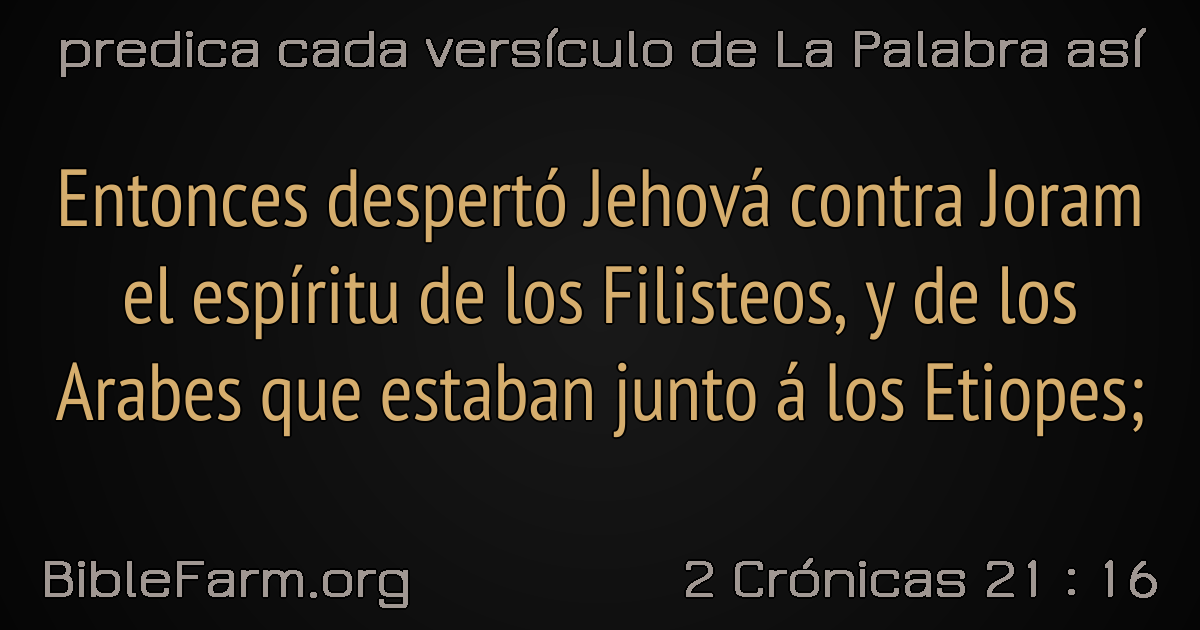 predica cada versículo de La Palabra así
Entonces despertó Jehová contra Joram
el espíritu de los Filisteos, y de los
Arabes que estaban junto á los Etiopes;
BibleFarm.org
2 Crónicas 21 : 16